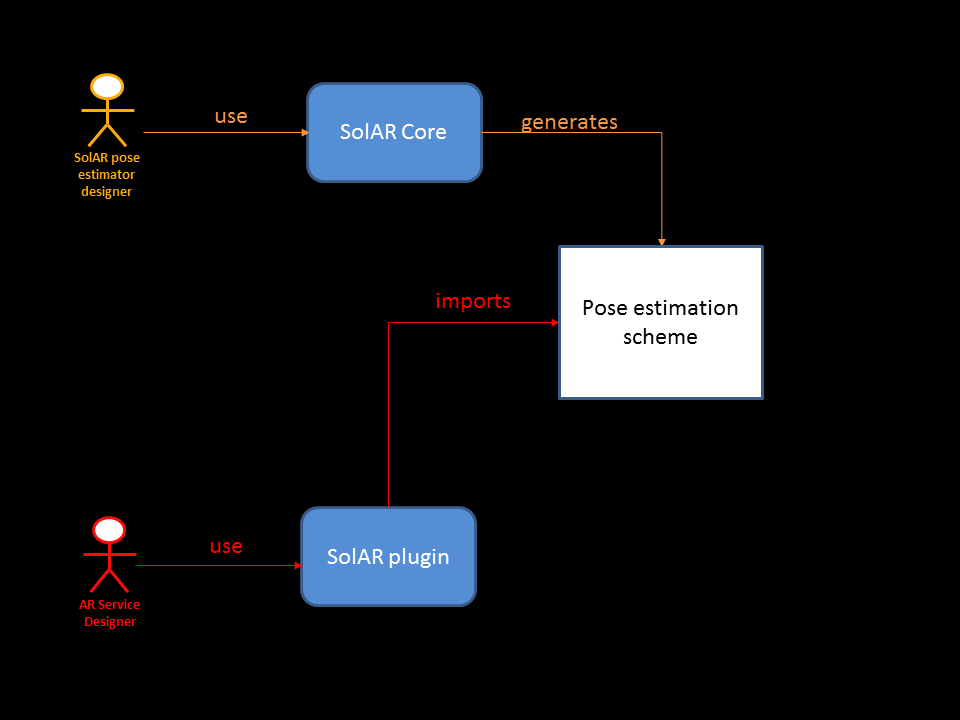 use
SolAR Core
generates
SolAR pose
estimator
designer
imports
Pose estimation
scheme
use
SolAR plugin
AR Service
Designer